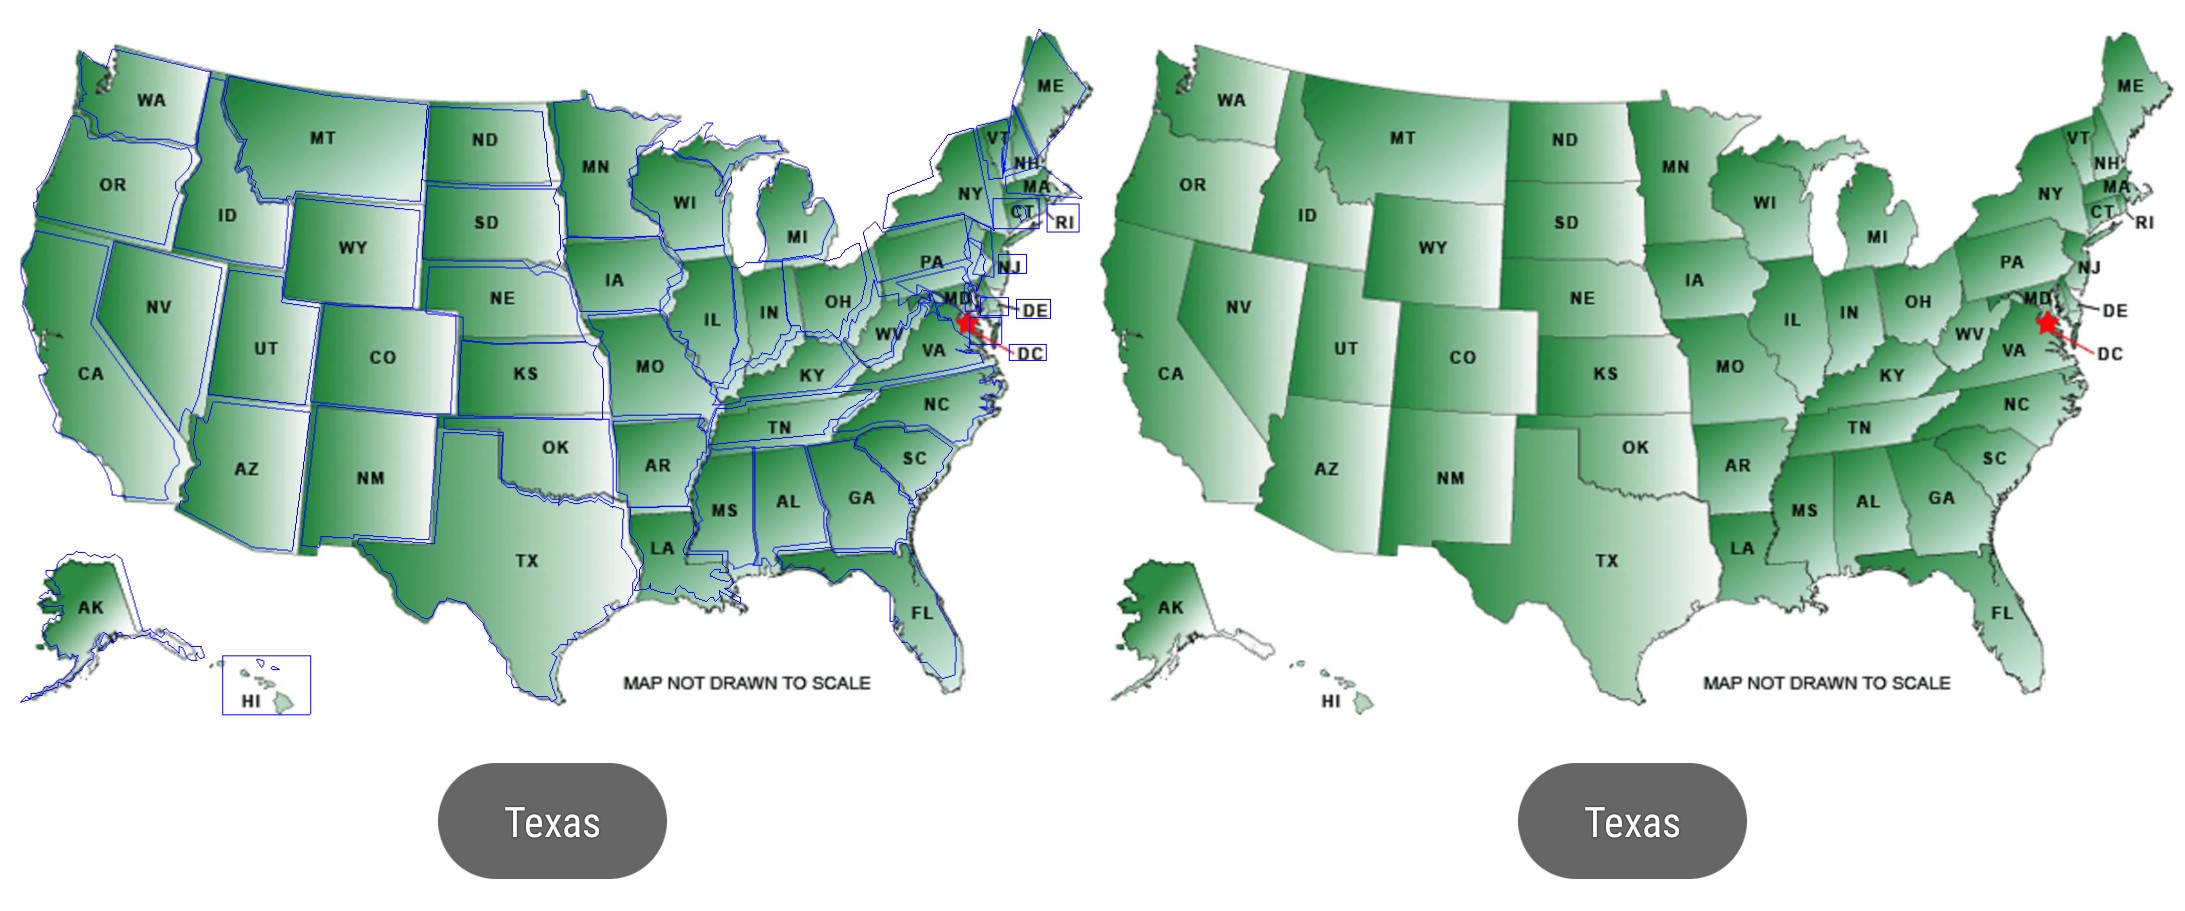 ME
WA
MT
ND
VT
MN
NH
OR
MA
NY
SD
WI
CT
ID
RI
MI
WY
PA
NJ
IA
NE
MD
NV
OH
DE
IN
IL
WV
UT
VA
DC
CO
MO
KS
CA
KY
NC
TN
OK
SC
AZ
AR
NM
GA
AL
MS
LA
TX
AK
FL
HI
MAP NOT DRAWN TO SCALE
Texas
ME
WA
MT
ND
VT
MN
NH
OR
MA
NY
SD
WI
CT
ID
RI
MI
WY
PA
NJ
IA
NE
MD
NV
OH
DE
IN
IL
WV
UT
VA
DC
CO
MO
KS
CA
KY
NC
TN
OK
SC
AZ
AR
NM
GA
AL
MS
LA
TX
AK
FL
HI
MAP NOT DRAWN TO SCALE
Texas